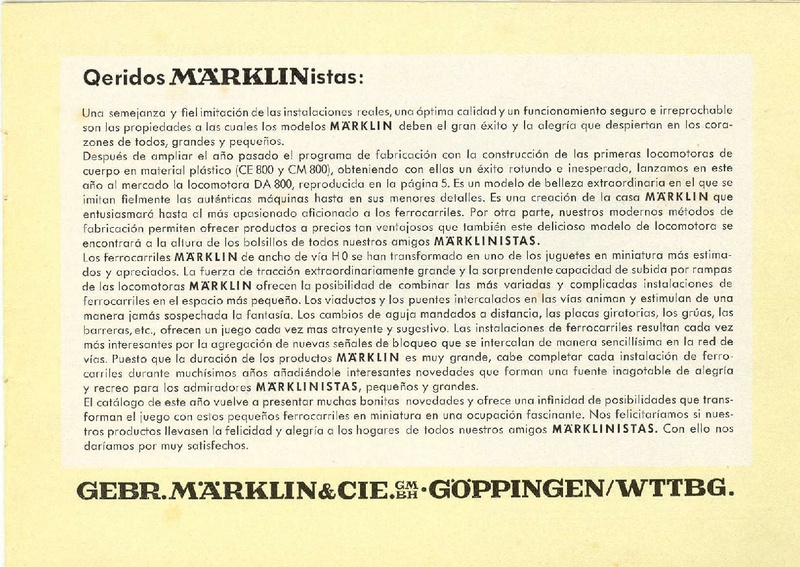 Qeridos MÄRKLINistas:
Una semejanza y fiel imitación de las instalaciones reales, una óptima calidad y un funcionamiento seguro e irreprochable
son las propiedades a las cuales los modelos MÄRKLIN deben el gran éxito y la alegría que despiertan en los cora-
zones de todos, grandes y pequeños.
Después de ampliar el año pasado el programa de fabricación con la construcción de las primeras locomotoras de
cuerpo en material plástico (CE 800 y CM 800), obteniendo con ellas un éxito rotundo e inesperado, lanzamos en este
año al mercado la locomotora DA 800, reproducida en la página 5. Es un modelo de belleza extraordinaria en el que se
imitan fielmente las auténticas máquinas hasta en sus menores detalles. Es una creación de la casa MÄRKLIN que
entusiasmará hasta al más apasionado aficionado a los ferrocarriles. Por otra parte, nuestros modernos métodos de
fabricación permiten ofrecer productos a precios tan ventajosos que también este delicioso modelo de locomotora se
encontrará a la altura de los bolsillos de todos nuestros amigos MÄRKLINISTAS.
Los ferrocarriles MÄRKLIN de ancho de vía H0 se han transformado en uno de los juguetes en miniatura más estima-
dos y apreciados. La fuerza de tracción extraordinariamente grande y la sorprendente capacidad de subida por rampas
de las locomotoras MÄRKLIN ofrecen la posibilidad de combinar las más variadas y complicadas instalaciones de
ferrocarriles en el espacio más pequeño. Los viaductos y los puentes intercalados en las vías animan y estimulan de una
manera jamás sospechada la fantasía. Los cambios de aguja mandados a distancia, las placas giratorias, los grúas, las
barreras, etc., ofrecen un juego cada vez mas atrayente y sugestivo. Las instalaciones de ferrocarriles resultan cada vez
más interesantes por la agregación de nuevas señales de bloqueo que se intercalan de manera sencillísima en la red de
vías. Puesto que la duración de los productos MÄRKLIN es muy grande, cabe completar cada instalación de ferro-
carriles durante muchísimos años añadiéndole interesantes novedades que forman una fuente inagotable de alegría
y recreo para los admiradores MÄRKLINISTAS, pequeños y grandes.
El catálogo de este año vuelve a presentar muchas bonitas novedades y ofrece una infinidad de posibilidades que trans-
forman el juego con estos pequeños ferrocarriles en miniatura en una ocupación fascinante. Nos felicitaríamos si nues-
tros productos llevasen la felicidad y alegría a los hogares de todos nuestros amigos MÄRKLINISTAS. Con ello nos
daríamos por muy satisfechos.
GEBR. MÄRKLIN & CIE. GMBH · GÖPPINGEN/WTTBG.